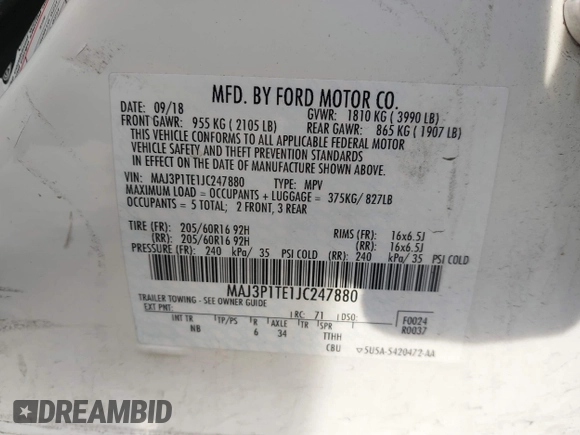 MFD. BY FORD MOTOR CO.
DATE: 09/18 GVWR: 1810 KG ( 3990 LB)
FRONT GAWR: 955 KG ( 2105 LB) REAR GAWR: 865 KG ( 1907 LB)
THIS VEHICLE CONFORMS TO ALL APPLICABLE FEDERAL MOTOR
VEHICLE SAFETY AND THEFT PREVENTION STANDARDS
IN EFFECT ON THE DATE OF MANUFACTURE SHOWN ABOVE.
VIN: MAJ3P1TE1JC247880 TYPE: MPV
MAXIMUM LOAD = OCCUPANTS + LUGGAGE = 375KG/ 827LB
OCCUPANTS = 5 TOTAL; 2 FRONT, 3 REAR
TIRE (FR): 205/60R16 92H RIMS (FR): 16x6.5J
(RR): 205/60R16 92H (RR): 16x6.5J
PRESSURE (FR): 240 kPa/ 35 PSI COLD (RR): 240 kPa/ 35 PSI COLD
MAJ3P1TE1JC247880
TRAILER TOWING - SEE OWNER GUIDE
EXT PNT: RC: 71 DSO: F0024
R0037
INT TR TP/PS R AXLE TR SPR
NB 6 34 TTHH
CBU ▽SU5A-5420472-AA
DREAMBID